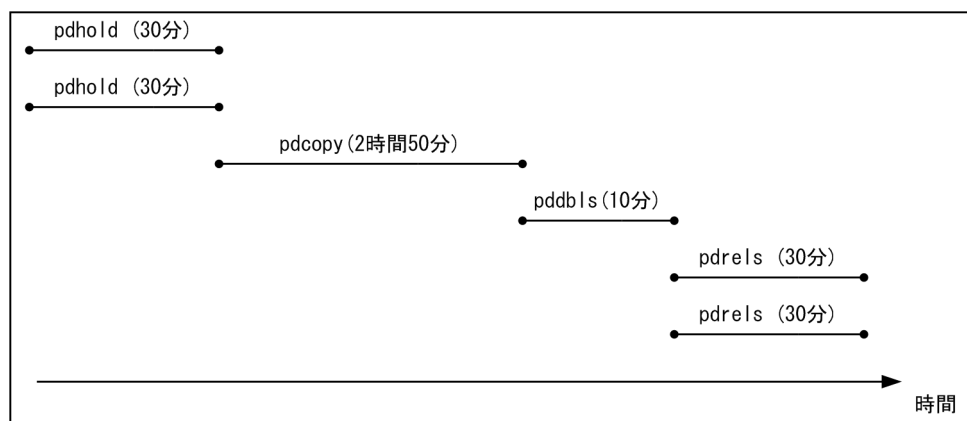 pdhold (30分)
pdhold (30分)
pdcopy(2時間50分)
pddbls(10分)
pdrels (30分)
pdrels (30分)
時間